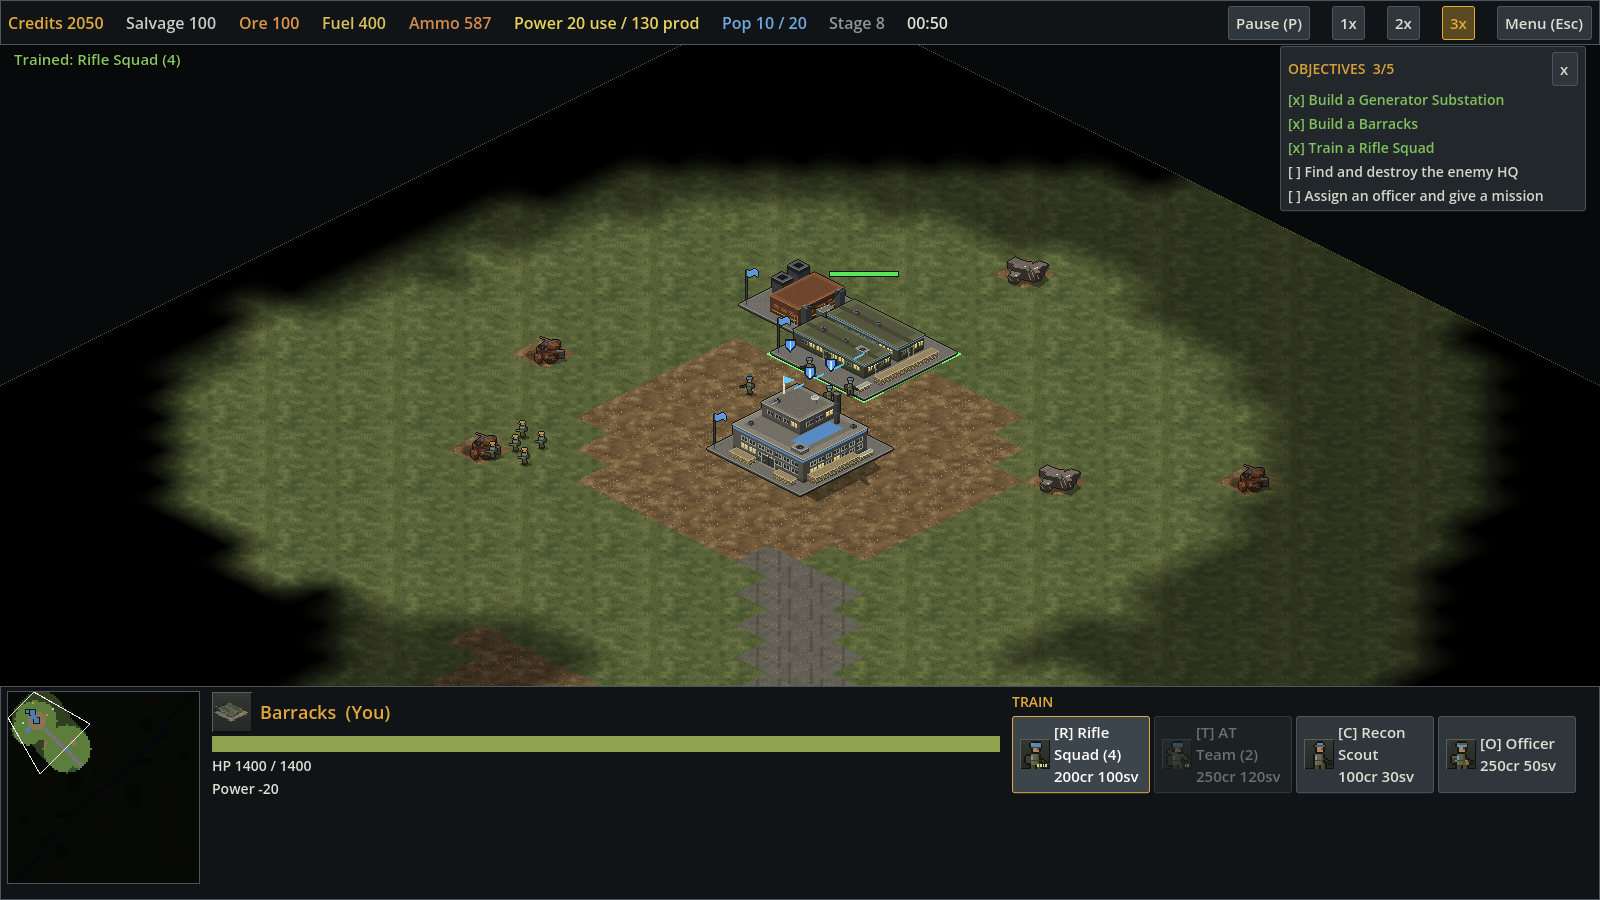 Credits 2050 Salvage 100 Ore 100 Fuel 400 Ammo 587 Power 20 use / 130 prod Pop 10 / 20 Stage 8 00:50 Pause (P) 1x 2x 3x Menu (Esc)
Trained: Rifle Squad (4)
OBJECTIVES 3/5 x
[x] Build a Generator Substation
[x] Build a Barracks
[x] Train a Rifle Squad
[ ] Find and destroy the enemy HQ
[ ] Assign an officer and give a mission
Barracks (You)
HP 1400 / 1400
Power -20
TRAIN
[R] Rifle
Squad (4)
200cr 100sv
[T] AT
Team (2)
250cr 120sv
[C] Recon
Scout
100cr 30sv
[O] Officer
250cr 50sv